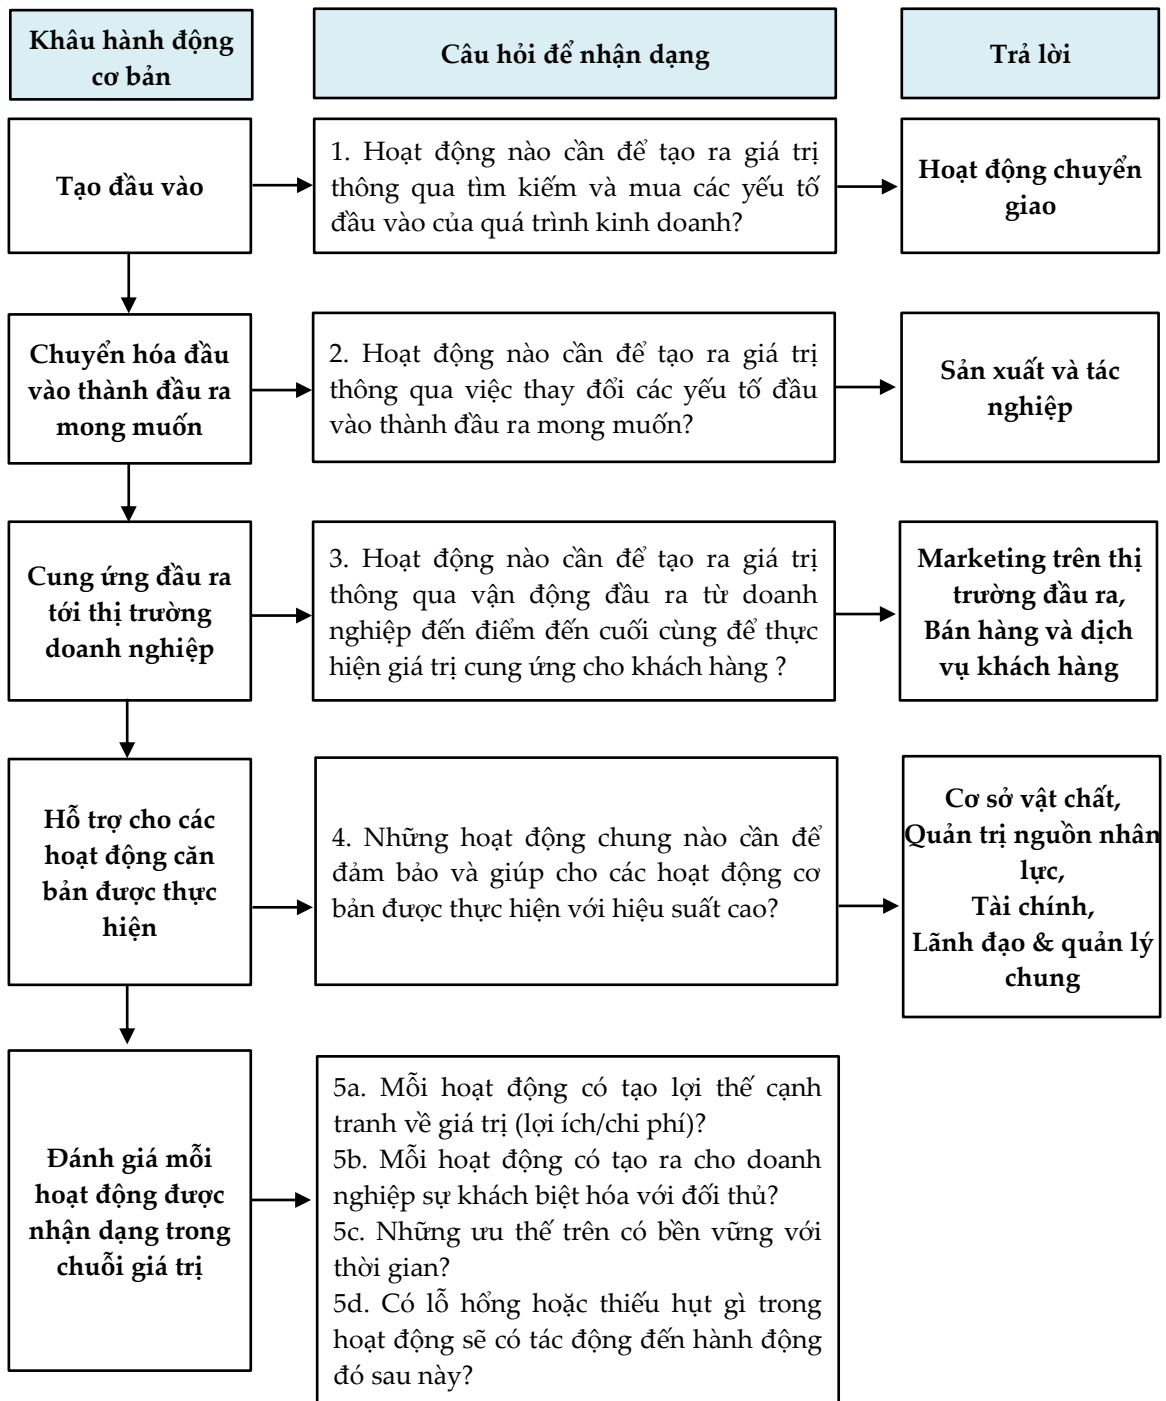 Khâu hành động
cơ bản
Câu hỏi để nhận dạng
Trả lời
Tạo đầu vào
1. Hoạt động nào cần để tạo ra giá trị
thông qua tìm kiếm và mua các yếu tố
đầu vào của quá trình kinh doanh?
Hoạt động chuyển
giao
Chuyển hóa đầu
vào thành đầu ra
mong muốn
2. Hoạt động nào cần để tạo ra giá trị
thông qua việc thay đổi các yếu tố đầu
vào thành đầu ra mong muốn?
Sản xuất và tác
nghiệp
Cung ứng đầu ra
tới thị trường
doanh nghiệp
3. Hoạt động nào cần để tạo ra giá trị
thông qua vận động đầu ra từ doanh
nghiệp đến điểm đến cuối cùng để thực
hiện giá trị cung ứng cho khách hàng ?
Marketing trên thị
trường đầu ra,
Bán hàng và dịch
vụ khách hàng
Hỗ trợ cho các
hoạt động căn
bản được thực
hiện
4. Những hoạt động chung nào cần để
đảm bảo và giúp cho các hoạt động cơ
bản được thực hiện với hiệu suất cao?
Cơ sở vật chất,
Quản trị nguồn nhân
lực,
Tài chính,
Lãnh đạo & quản lý
chung
Đánh giá mỗi
hoạt động được
nhận dạng trong
chuỗi giá trị
5a. Mỗi hoạt động có tạo lợi thế cạnh
tranh về giá trị (lợi ích/chi phí)?
5b. Mỗi hoạt động có tạo ra cho doanh
nghiệp sự khách biệt hóa với đối thủ?
5c. Những ưu thế trên có bền vững với
thời gian?
5d. Có lỗ hổng hoặc thiếu hụt gì trong
hoạt động sẽ có tác động đến hành động
đó sau này?